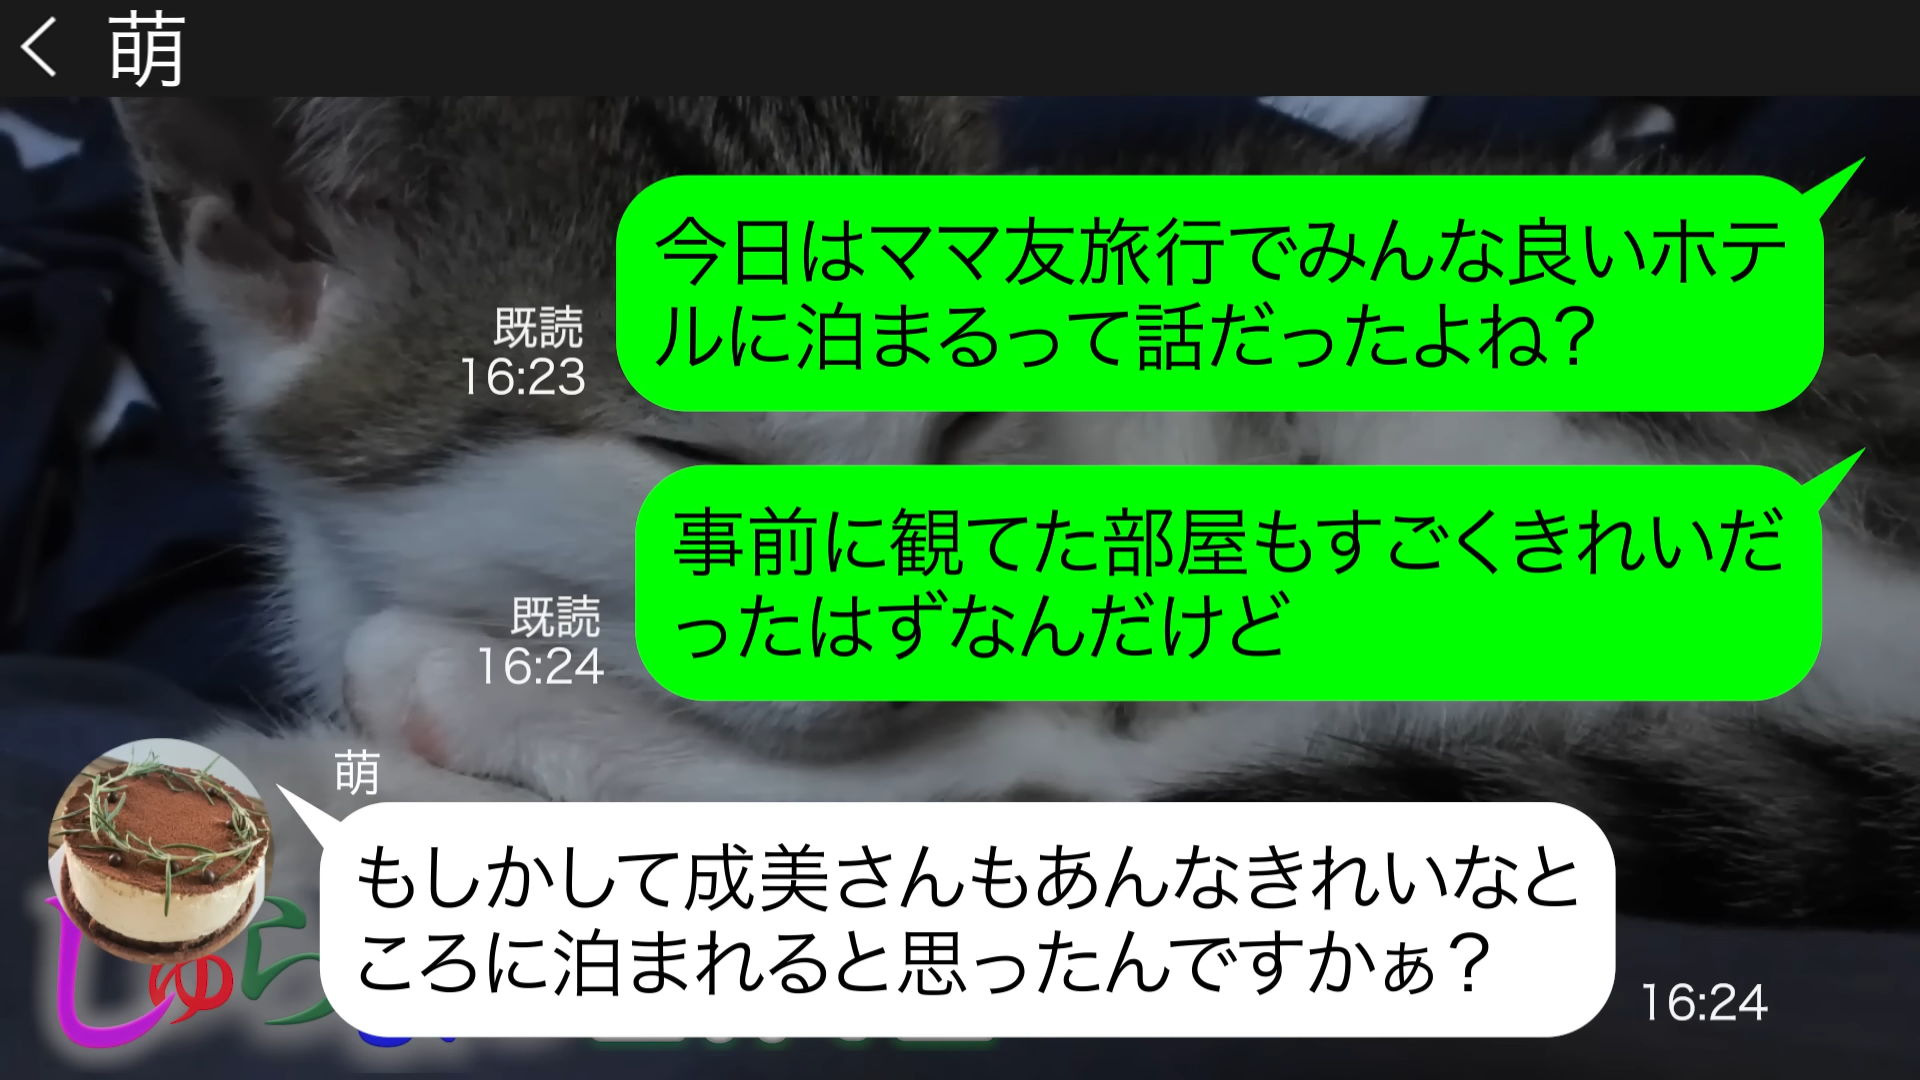 萌
今日はママ友旅行でみんな良いホテ
ルに泊まるって話だったよね？
既読
16:23
事前に観てた部屋もすごくきれいだ
ったはずなんだけど
既読
16:24
萌
もしかして成美さんもあんなきれいなと
ころに泊まれると思ったんですかぁ？
16:24
しゅら